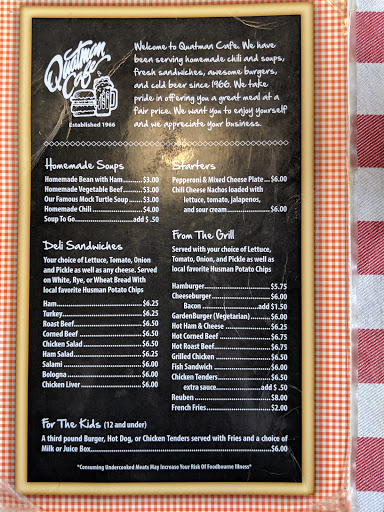 Quatman
Cafe
Established 1966
Welcome to Quatman Cafe. We have
been serving homemade chili and soups,
fresh sandwiches, awesome burgers,
and cold beer since 1966. We take
pride in offering you a great meal at a
fair price. We want you to enjoy yourself
and we appreciate your business.
Homemade Soups
Homemade Bean with Ham..........$3.00
Homemade Vegetable Beef..........$3.00
Our Famous Mock Turtle Soup.......$3.00
Homemade Chili..........$4.00
Soup To Go..........add $ .50
Starters
Pepperoni & Mixed Cheese Plate....$6.00
Chili Cheese Nachos loaded with
lettuce, tomato, jalapenos,
and sour cream..........$6.00
Deli Sandwiches
Your choice of Lettuce, Tomato, Onion
and Pickle as well as any cheese. Served
on White, Rye, or Wheat Bread With
local favorite Husman Potato Chips
Ham..........$6.25
Turkey..........$6.25
Roast Beef..........$6.50
Corned Beef..........$6.50
Chicken Salad..........$6.50
Ham Salad..........$6.25
Salami..........$6.00
Bologna..........$6.00
Chicken Liver..........$6.00
From The Grill
Served with your choice of Lettuce,
Tomato, Onion, and Pickle as well as
local favorite Husman Potato Chips
Hamburger..........$5.75
Cheeseburger..........$6.00
Bacon..........add $1.50
GardenBurger (Vegetarian)..........$6.00
Hot Ham & Cheese..........$6.25
Hot Corned Beef..........$6.75
Hot Roast Beef..........$6.75
Grilled Chicken..........$6.50
Fish Sandwich..........$6.00
Chicken Tenders..........$6.50
extra sauce..........add $ .50
Reuben..........$8.00
French Fries..........$2.00
For The Kids (12 and under)
A third pound Burger, Hot Dog, or Chicken Tenders served with Fries and a choice of
Milk or Juice Box..........$6.00
*Consuming Undercooked Meats May Increase Your Risk Of Foodbourne Illness*